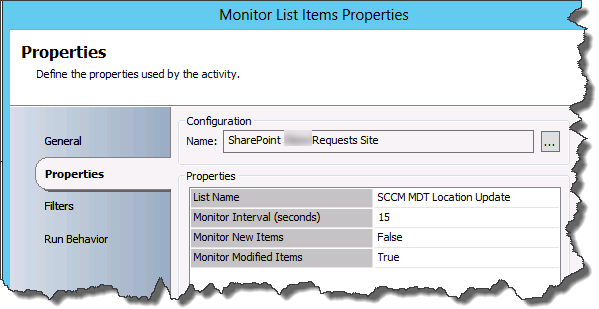 Monitor List Items Properties
Properties
Define the properties used by the activity.
General
Properties
Filters
Run Behavior
Configuration
Name: SharePoint Requests Site ...
Properties
List Name SCCM MDT Location Update
Monitor Interval (seconds) 15
Monitor New Items False
Monitor Modified Items True